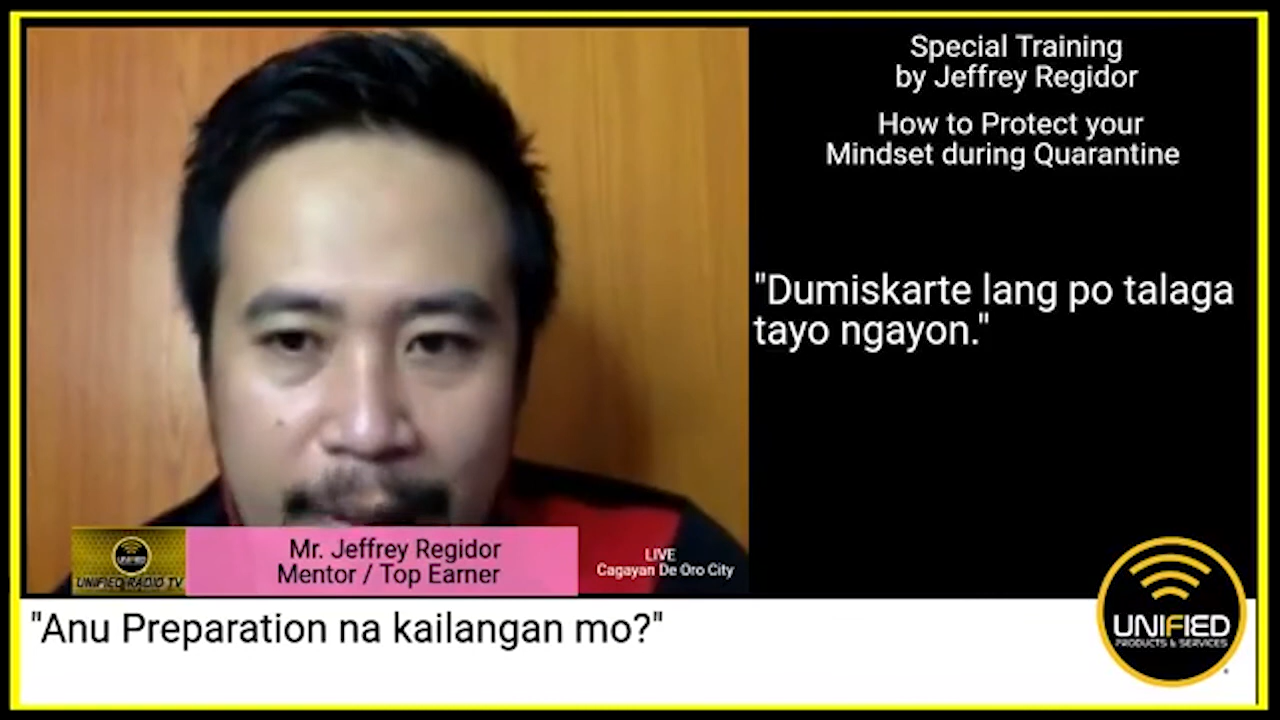 Special Training
by Jeffrey Regidor
How to Protect your
Mindset during Quarantine
"Dumiskarte lang po talaga
tayo ngayon."
UNIFIED
UNIFIED RADIO TV
Mr. Jeffrey Regidor
Mentor / Top Earner
LIVE
Cagayan De Oro City
"Anu Preparation na kailangan mo?"
UNIFIED
PRODUCTS & SERVICES